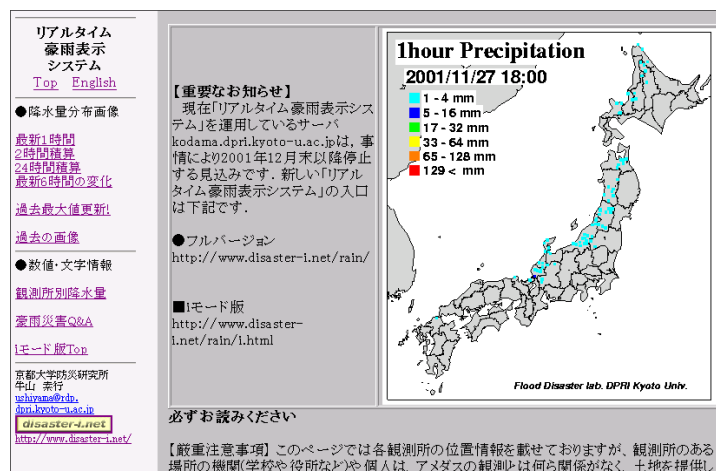 リアルタイム
豪雨表示
システム
Top English
●降水量分布画像
最新1時間
2時間積算
24時間積算
最新6時間の変化
過去最大値更新!
過去の画像
●数値・文字情報
観測所別降水量
豪雨災害Q&A
iモード版Top
京都大学防災研究所
牛山 素行
ushiyama@rdp.
dpri.kyoto-u.ac.jp
disaster-i.net
http://www.disaster-i.net/
【重要なお知らせ】
現在「リアルタイム豪雨表示シス
テム」を運用しているサーバ
kodama.dpri.kyoto-u.ac.jpは,事
情により2001年12月末以降停止
する見込みです.新しい「リアル
タイム豪雨表示システム」の入口
は下記です.
●フルバージョン
http://www.disaster-i.net/rain/
■iモード版
http://www.disaster-
i.net/rain/i.html
1hour Precipitation
2001/11/27 18:00
1 - 4 mm
5 - 16 mm
17 - 32 mm
33 - 64 mm
65 - 128 mm
129 < mm
Flood Disaster lab. DPRI Kyoto Univ.
必ずお読みください
【厳重注意事項】このページでは各観測所の位置情報を載せておりますが、観測所のある
場所の機関(学校や役所など)や個人は、アメダスの観測とは何ら関係がなく、土地を提供し